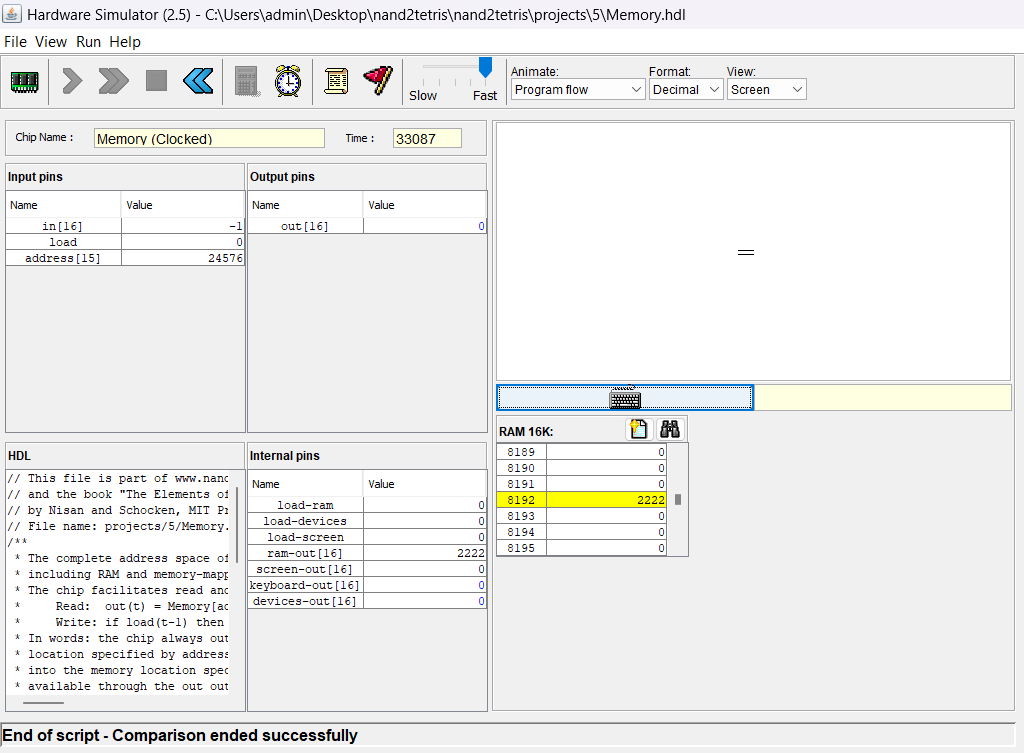 Hardware Simulator (2.5) - C:\Users\admin\Desktop\nand2tetris\nand2tetris\projects\5\Memory.hdl
File View Run Help
Slow Fast
Animate: Format: View:
Program flow Decimal Screen
Chip Name : Memory (Clocked) Time : 33087
Input pins
Name Value
in[16] -1
load 0
address[15] 24576
Output pins
Name Value
out[16] 0
HDL
// This file is part of www.nand
// and the book "The Elements of
// by Nisan and Schocken, MIT Pr
// File name: projects/5/Memory.
/**
* The complete address space of
* including RAM and memory-mapp
* The chip facilitates read and
* Read: out(t) = Memory[ad
* Write: if load(t-1) then
* In words: the chip always out
* location specified by address
* into the memory location spec
* available through the out out
Internal pins
Name Value
load-ram 0
load-devices 0
load-screen 0
ram-out[16] 2222
screen-out[16] 0
keyboard-out[16] 0
devices-out[16] 0
RAM 16K:
8189 0
8190 0
8191 0
8192 2222
8193 0
8194 0
8195 0
End of script - Comparison ended successfully